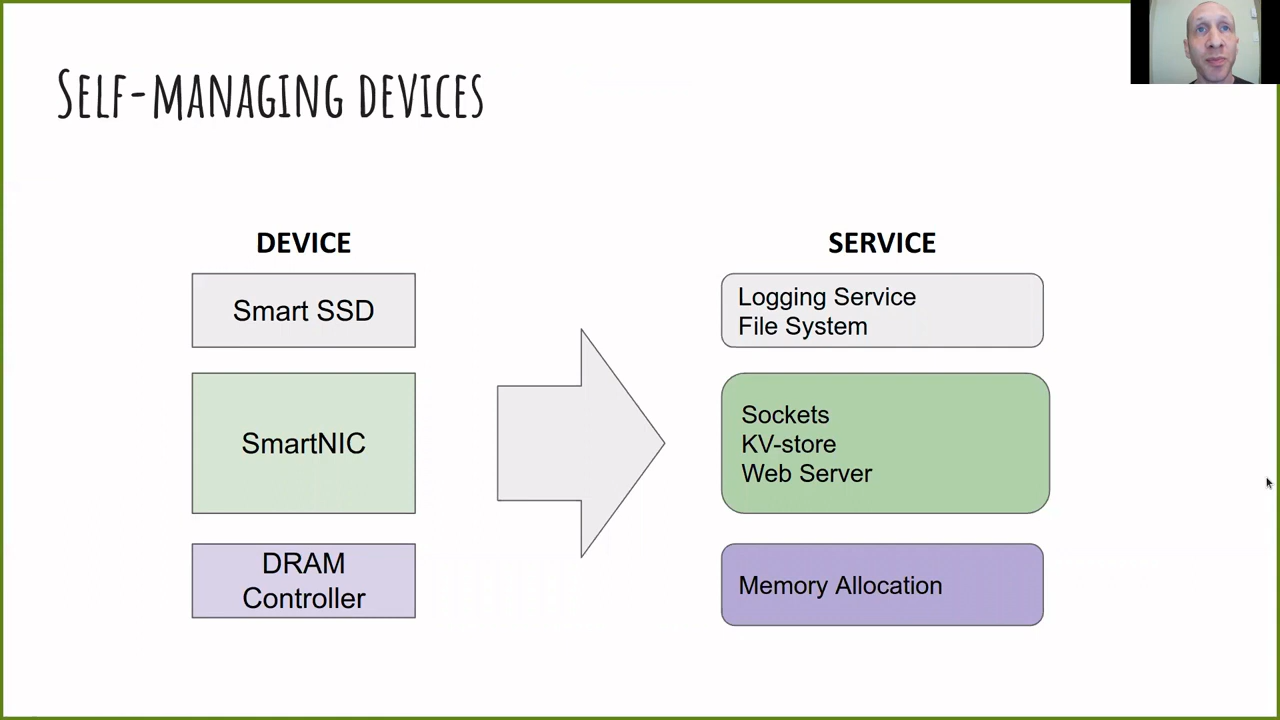 SELF-MANAGING DEVICES
DEVICE
SERVICE
Smart SSD
Logging Service
File System
SmartNIC
Sockets
KV-store
Web Server
DRAM
Controller
Memory Allocation